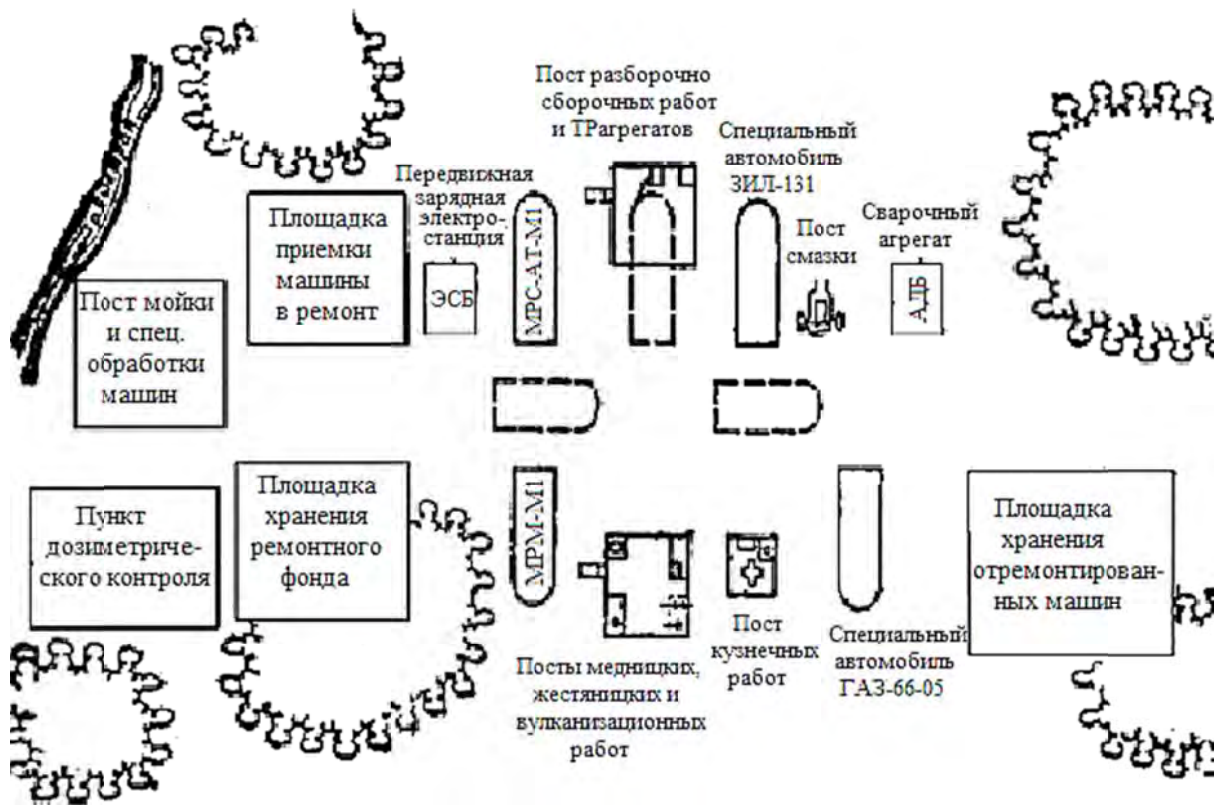 Пост разборочно
сборочных работ
и ТРагрегатов
Специальный
автомобиль
ЗИЛ-131
Передвижная
зарядная
электро-
станция
Площадка
приемки
машины
в ремонт
ЭСБ
МРС-АТ-М1
Пост
смазки
Сварочный
агрегат
АДБ
Пост мойки
и спец.
обработки
машин
Пункт
дозиметриче-
ского контроля
Площадка
хранения
ремонтного
фонда
МРМ-М1
Посты медницких,
жестяницких и
вулканизационных
работ
Пост
кузнечных
работ
Специальный
автомобиль
ГАЗ-66-05
Площадка
хранения
отремонтирован-
ных машин